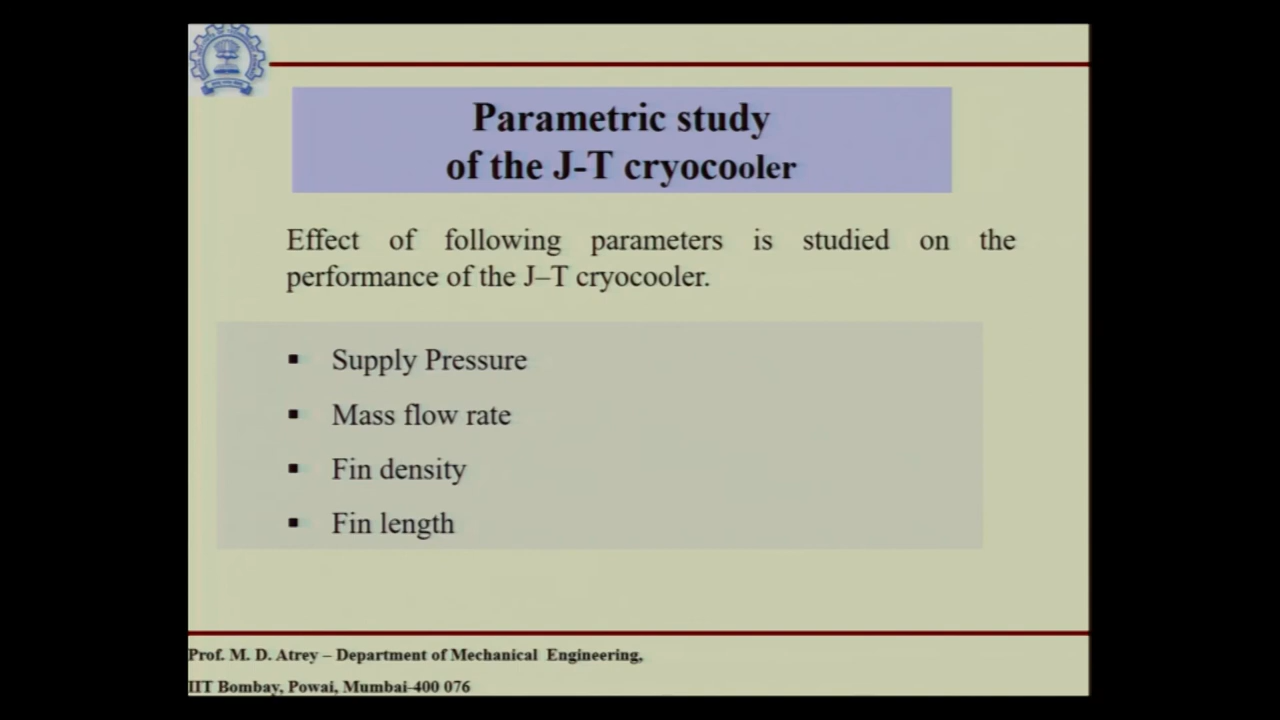 Parametric study
of the J-T cryocooler
Effect of following parameters is studied on the
performance of the J–T cryocooler.
▪ Supply Pressure
▪ Mass flow rate
▪ Fin density
▪ Fin length
Prof. M. D. Atrey – Department of Mechanical Engineering,
IIT Bombay, Powai, Mumbai-400 076